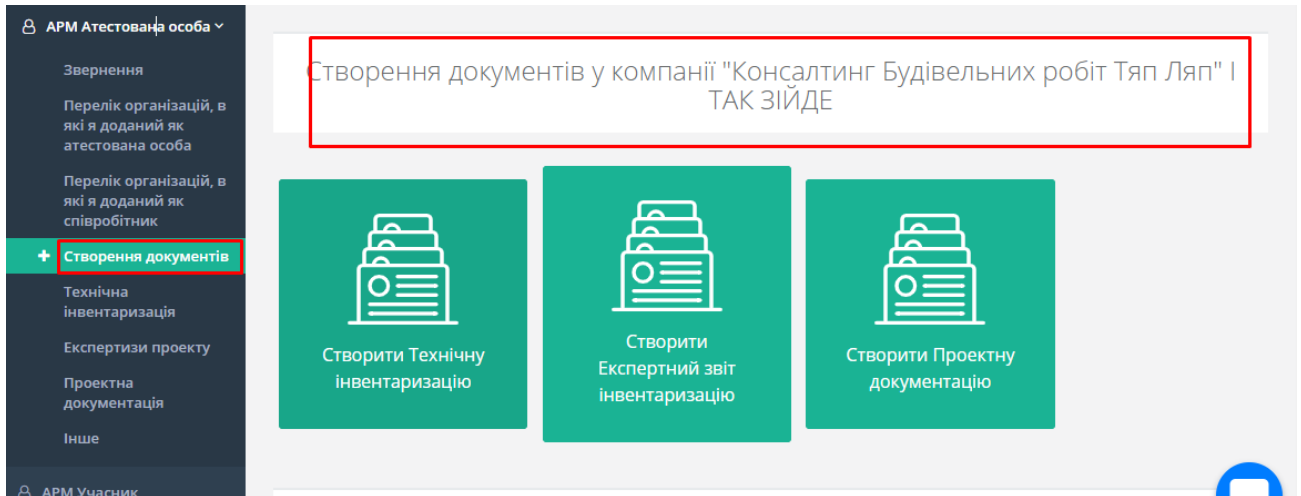 АРМ Атестована особа
Звернення
Перелік організацій, в
які я доданий як
атестована особа
Перелік організацій, в
які я доданий як
співробітник
Створення документів
Технічна
інвентаризація
Експертизи проекту
Проектна
документація
Інше
АРМ Учасник
Створення документів у компанії "Консалтинг Будівельних робіт Тяп Ляп" І
ТАК ЗІЙДЕ
Створити Технічну
інвентаризацію
Створити
Експертний звіт
інвентаризацію
Створити Проектну
документацію